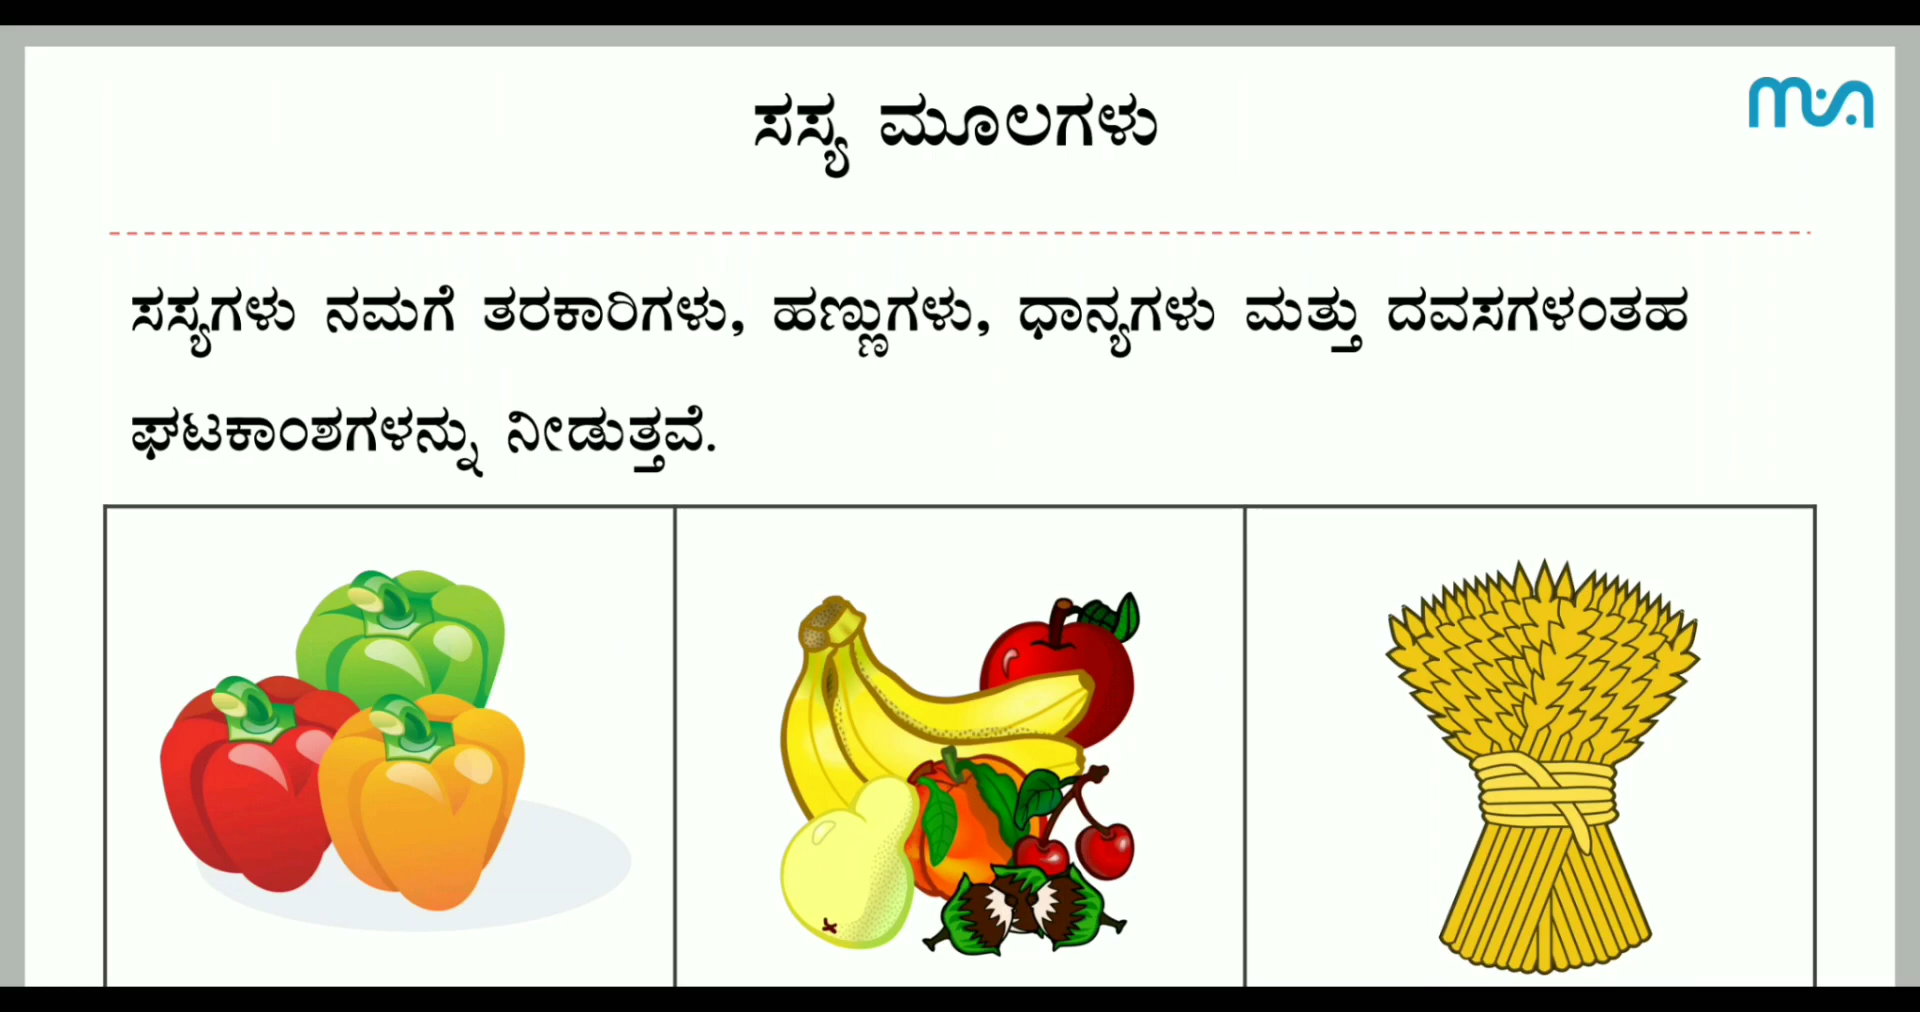 ಸಸ್ಯ ಮೂಲಗಳು
ಸಸ್ಯಗಳು ನಮಗೆ ತರಕಾರಿಗಳು, ಹಣ್ಣುಗಳು, ಧಾನ್ಯಗಳು ಮತ್ತು ದವಸಗಳಂತಹ
ಘಟಕಾಂಶಗಳನ್ನು ನೀಡುತ್ತವೆ.